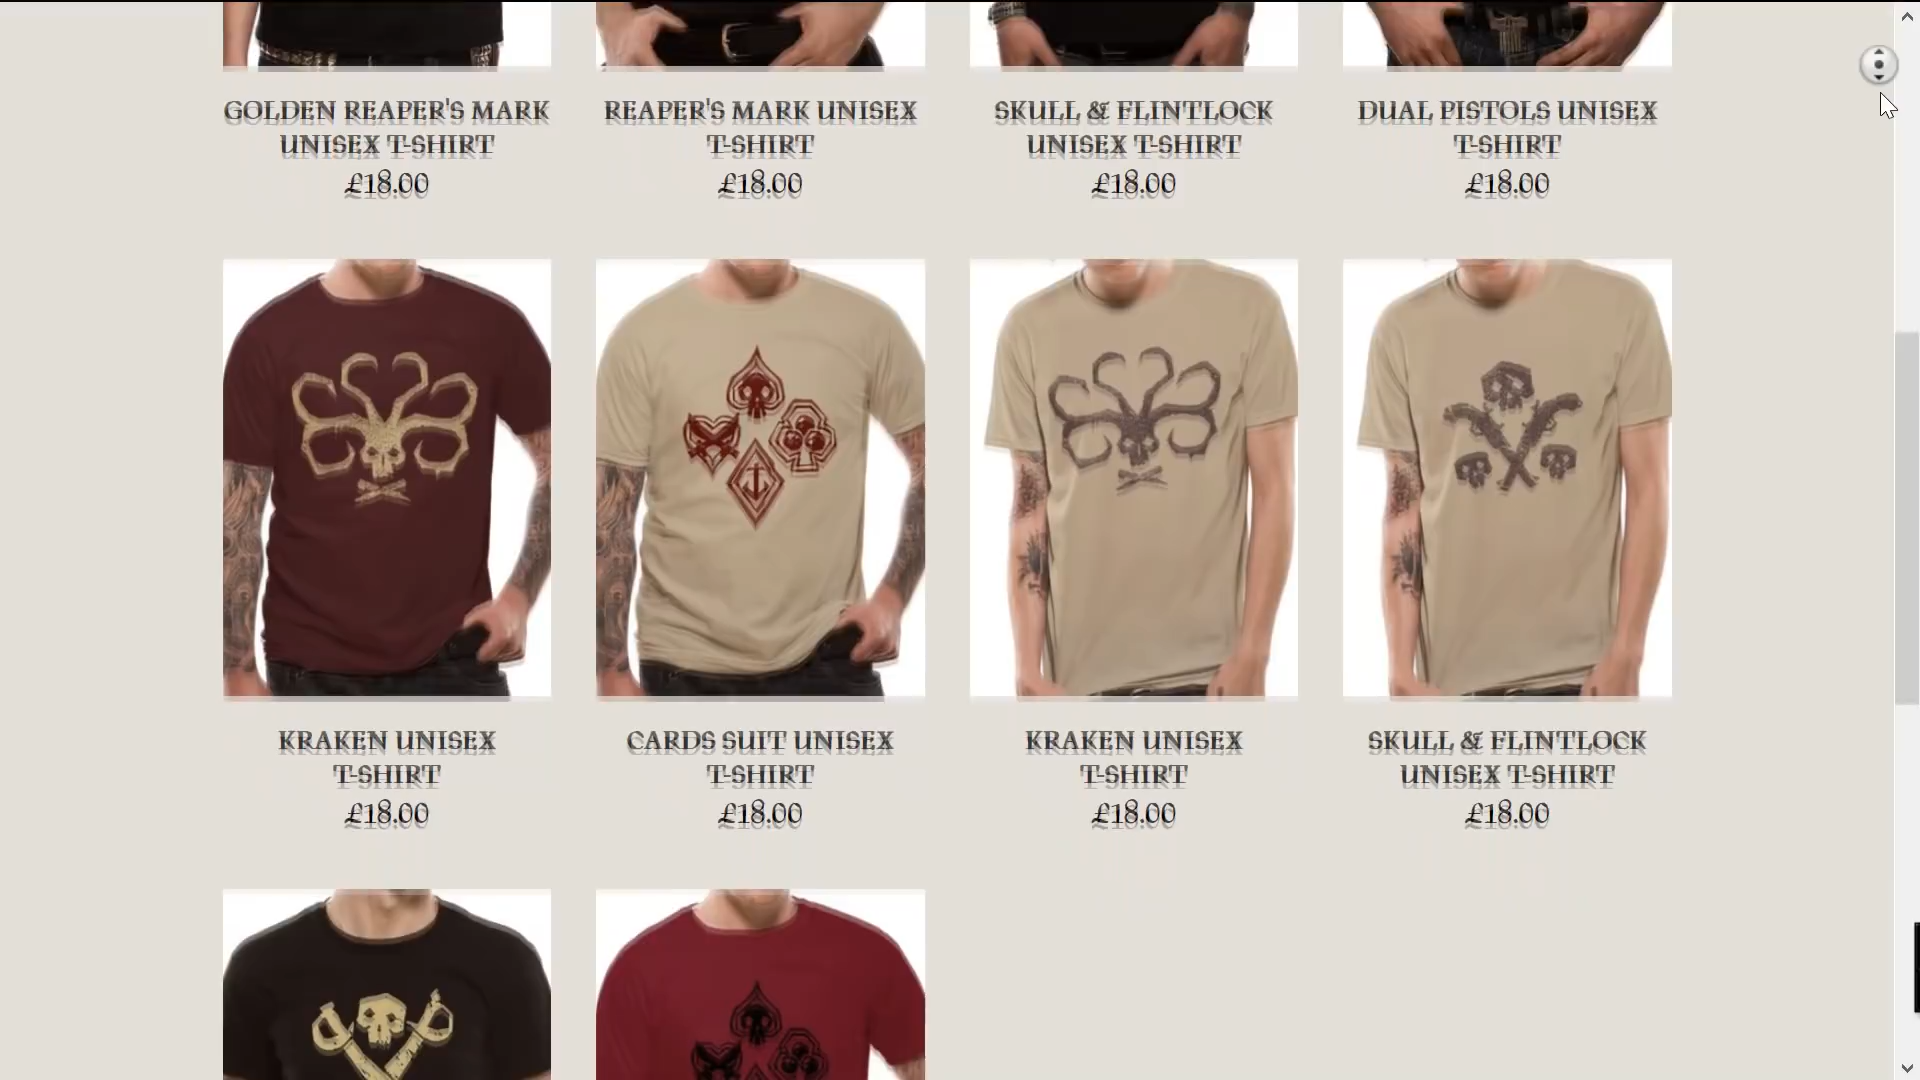 GOLDEN REAPER'S MARK
UNISEX T-SHIRT
£18.00
REAPER'S MARK UNISEX
T-SHIRT
£18.00
SKULL & FLINTLOCK
UNISEX T-SHIRT
£18.00
DUAL PISTOLS UNISEX
T-SHIRT
£18.00
KRAKEN UNISEX
T-SHIRT
£18.00
CARDS SUIT UNISEX
T-SHIRT
£18.00
KRAKEN UNISEX
T-SHIRT
£18.00
SKULL & FLINTLOCK
UNISEX T-SHIRT
£18.00